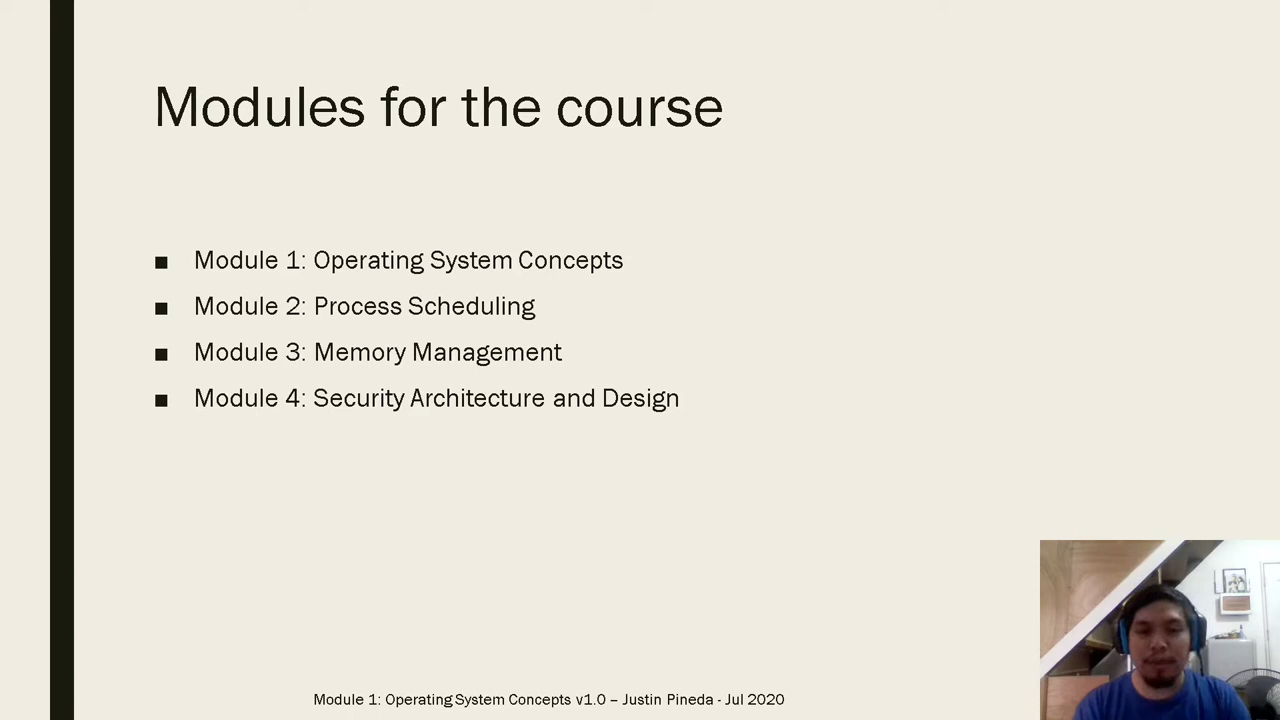 Modules for the course
Module 1: Operating System Concepts
Module 2: Process Scheduling
Module 3: Memory Management
Module 4: Security Architecture and Design
Module 1: Operating System Concepts v1.0 – Justin Pineda - Jul 2020